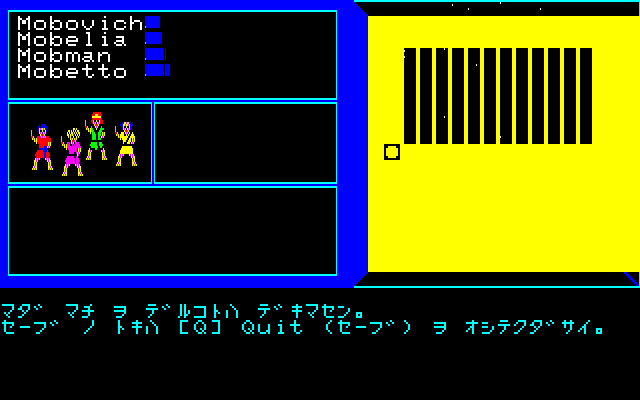 Mobovich
Mobelia
Mobman
Mobetto
マダ マチ ヲ デルコトハ デキマセン。
セーブ ノ トキハ [Q] Quit (セーブ) ヲ オシテクダサイ。